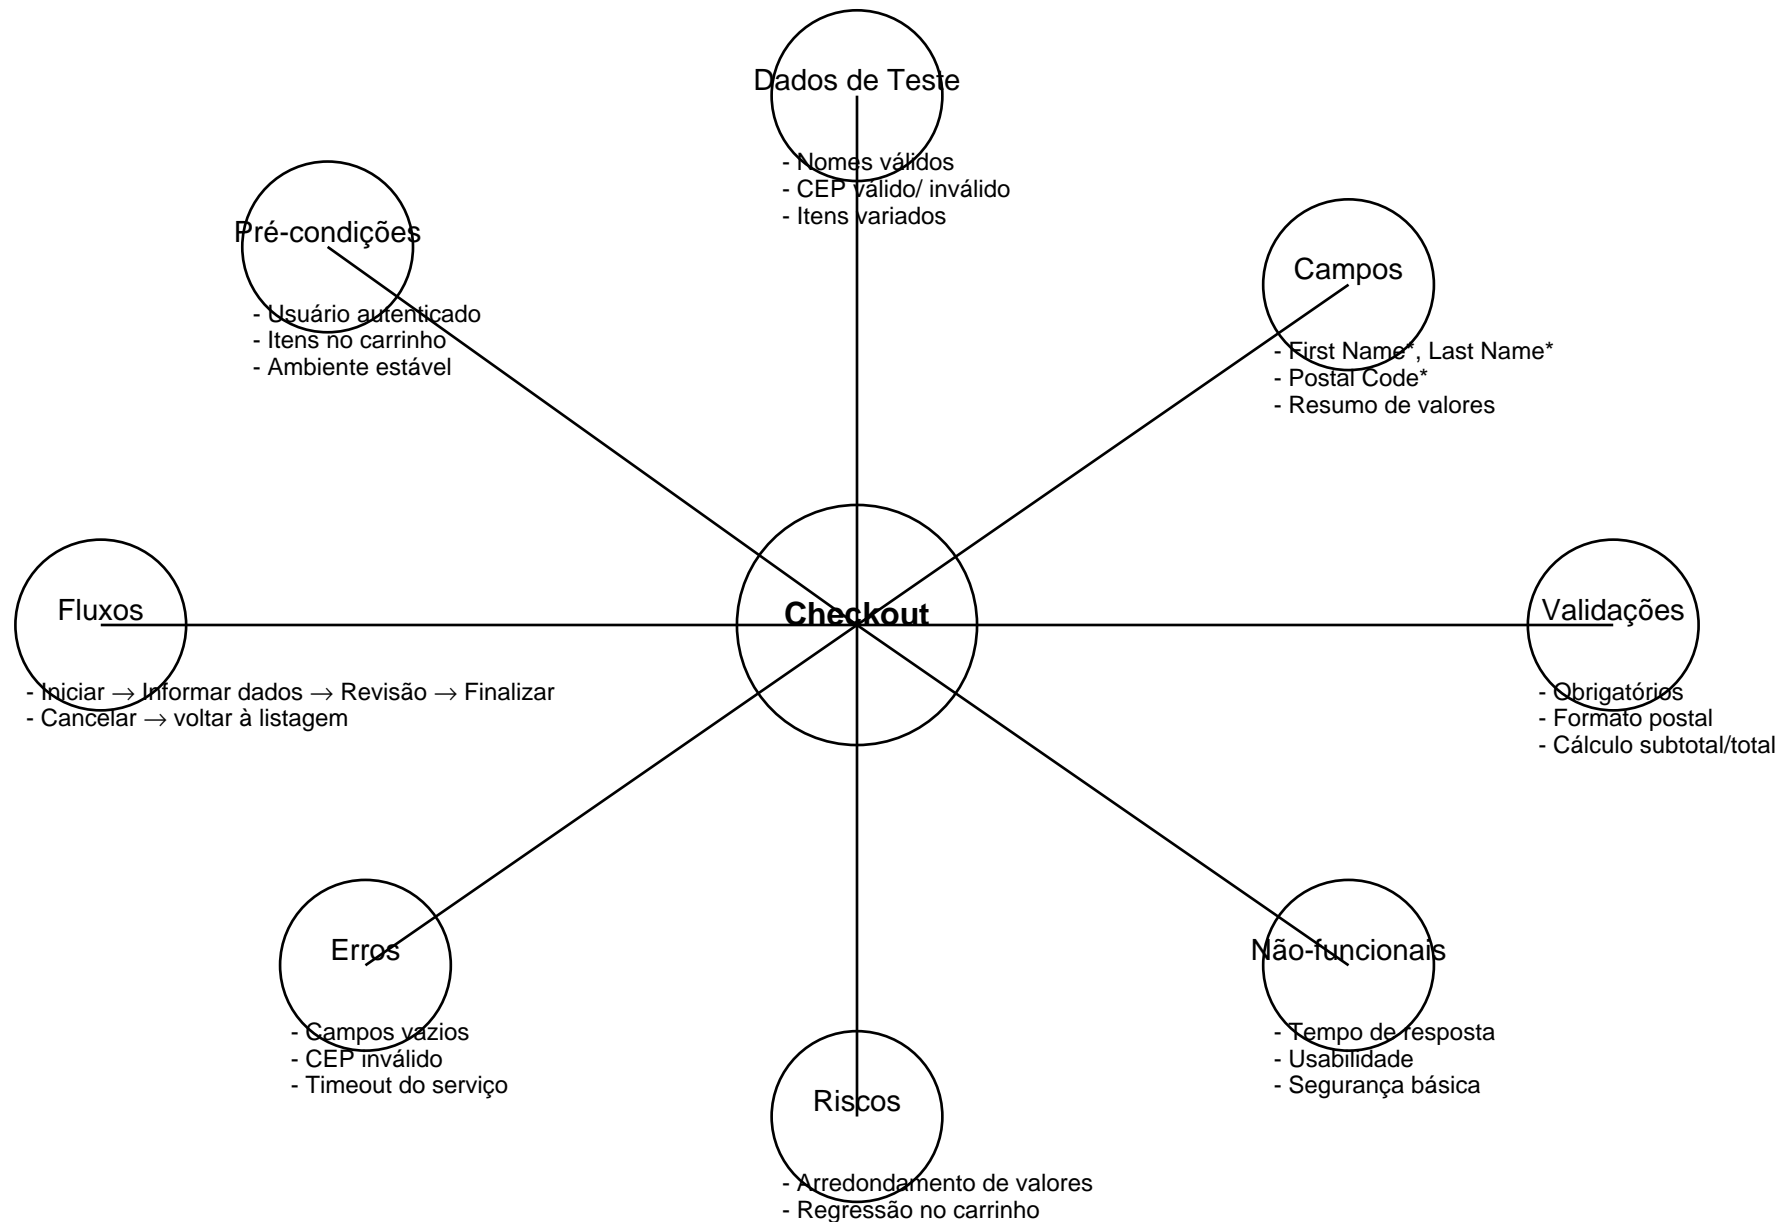 Dados de Teste
- Nomes válidos
- CEP válido/ inválido
- Itens variados
Pré-condições
- Usuário autenticado
- Itens no carrinho
- Ambiente estável
Campos
- First Name*, Last Name*
- Postal Code*
- Resumo de valores
Fluxos
- Iniciar → Informar dados → Revisão → Finalizar
- Cancelar → voltar à listagem
Checkout
Validações
- Obrigatórios
- Formato postal
- Cálculo subtotal/total
Erros
- Campos vazios
- CEP inválido
- Timeout do serviço
Não-funcionais
- Tempo de resposta
- Usabilidade
- Segurança básica
Riscos
- Arredondamento de valores
- Regressão no carrinho